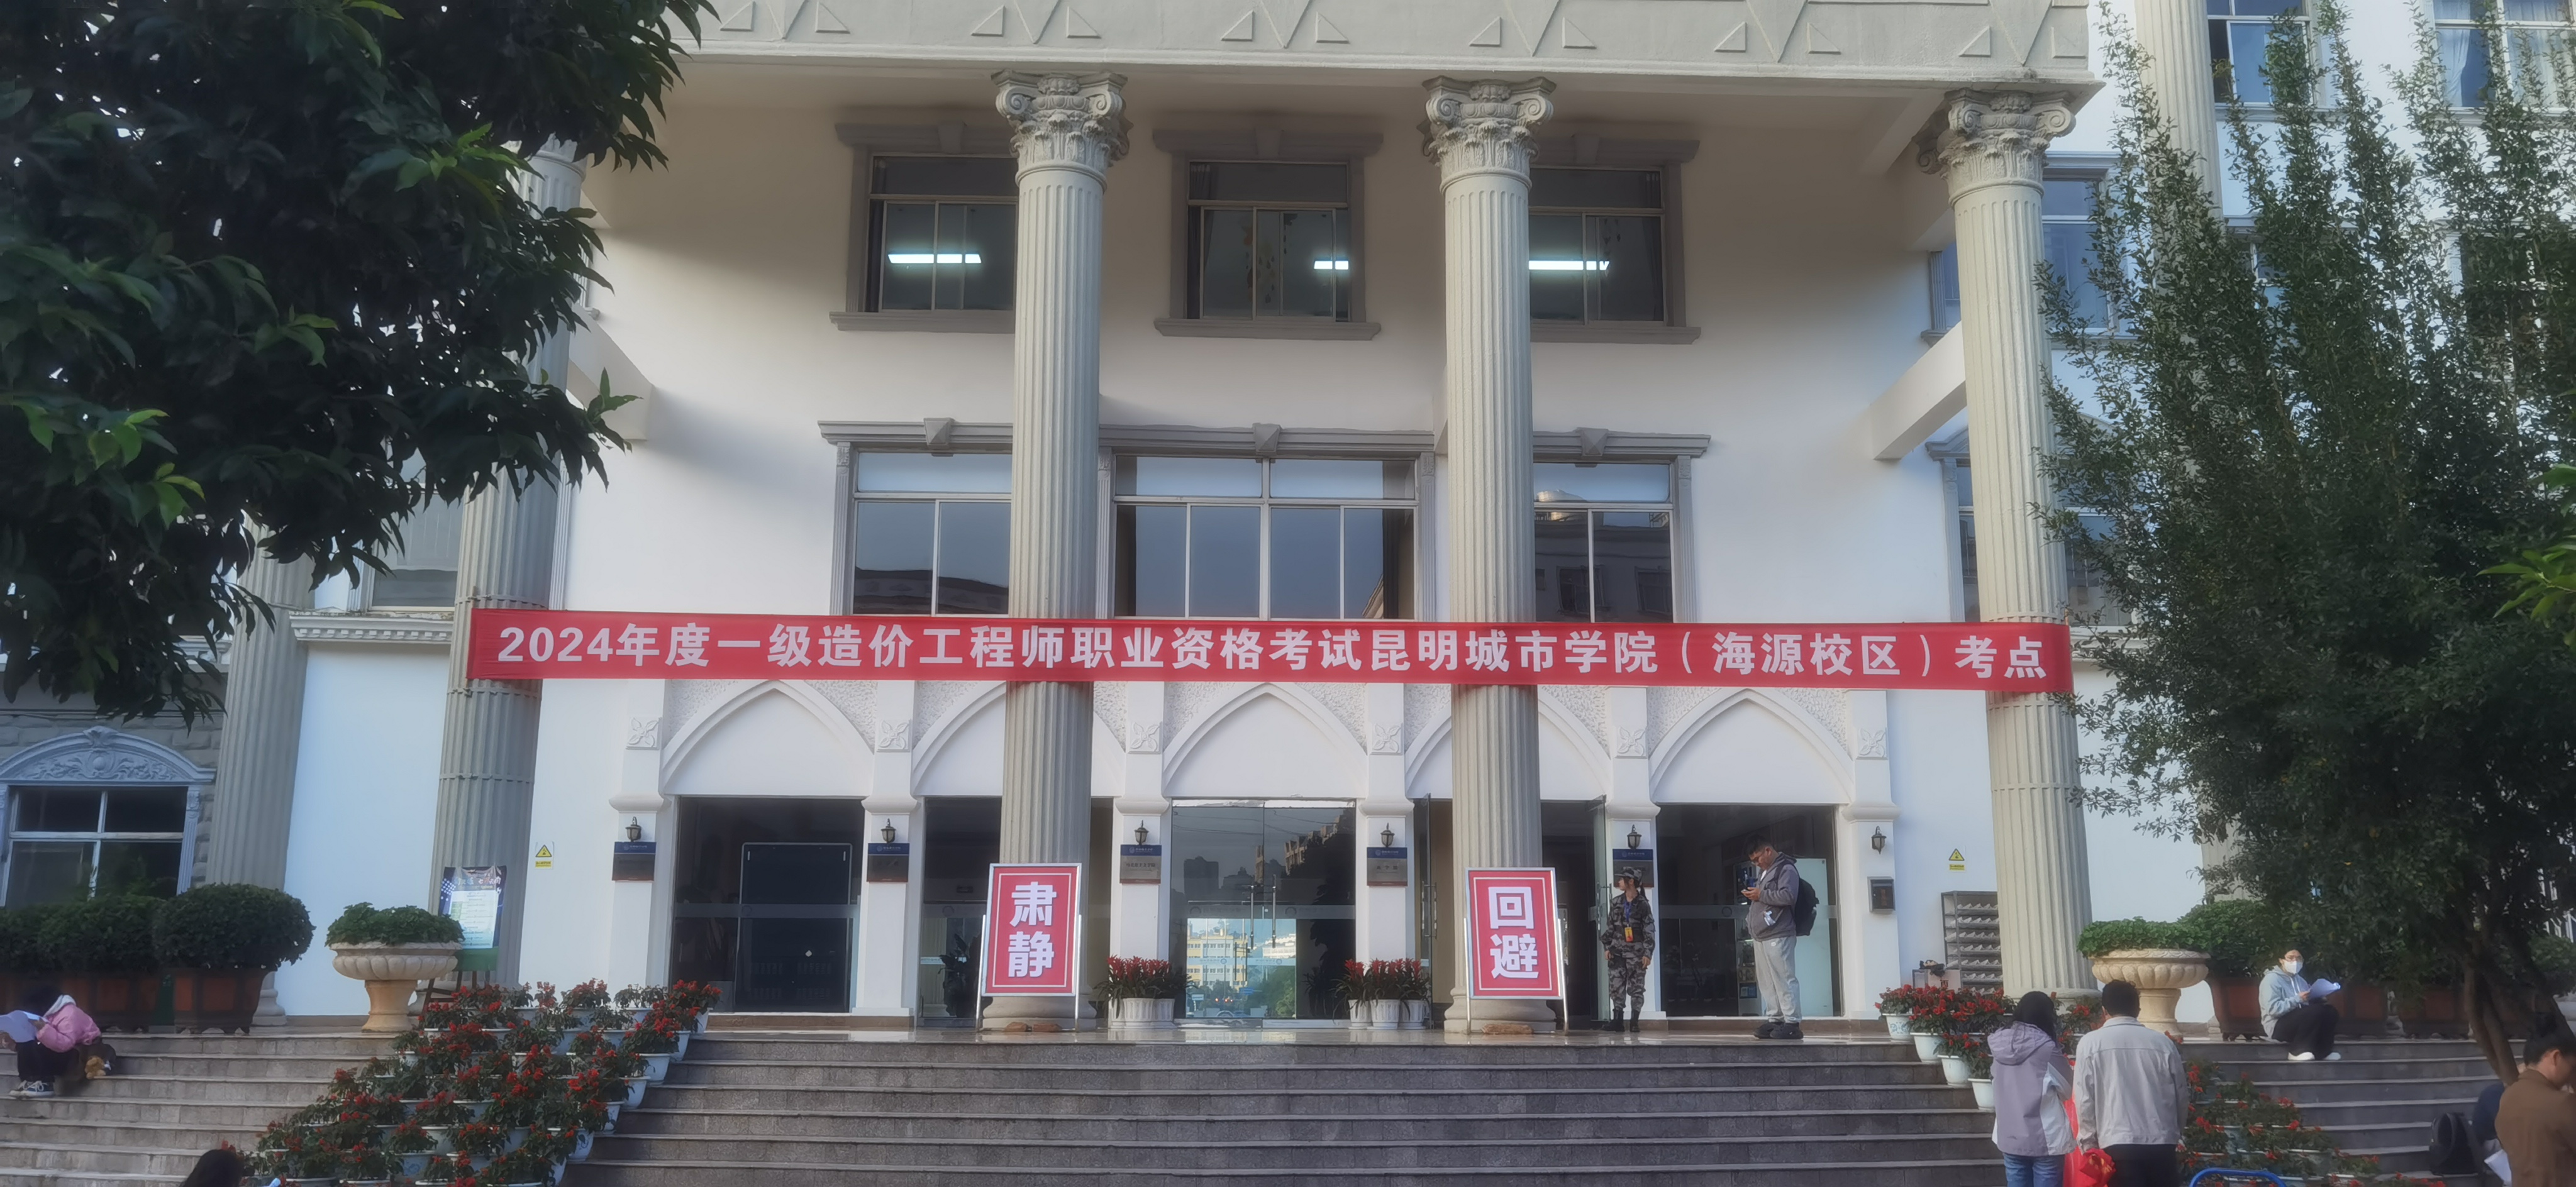 2024年度一级造价工程师职业资格考试昆明城市学院（海源校区）考点
肃静
回避